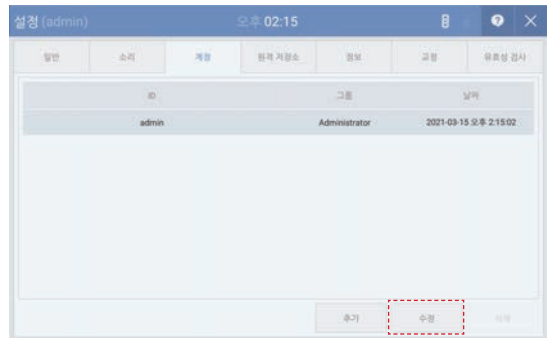 설정 (admin) 오후 02:15
일반 소리 계정 원격 저장소 정보 교정 유효성 검사
ID 그룹 날짜
admin Administrator 2021-03-15 오후 2:15:02
추가 수정 삭제